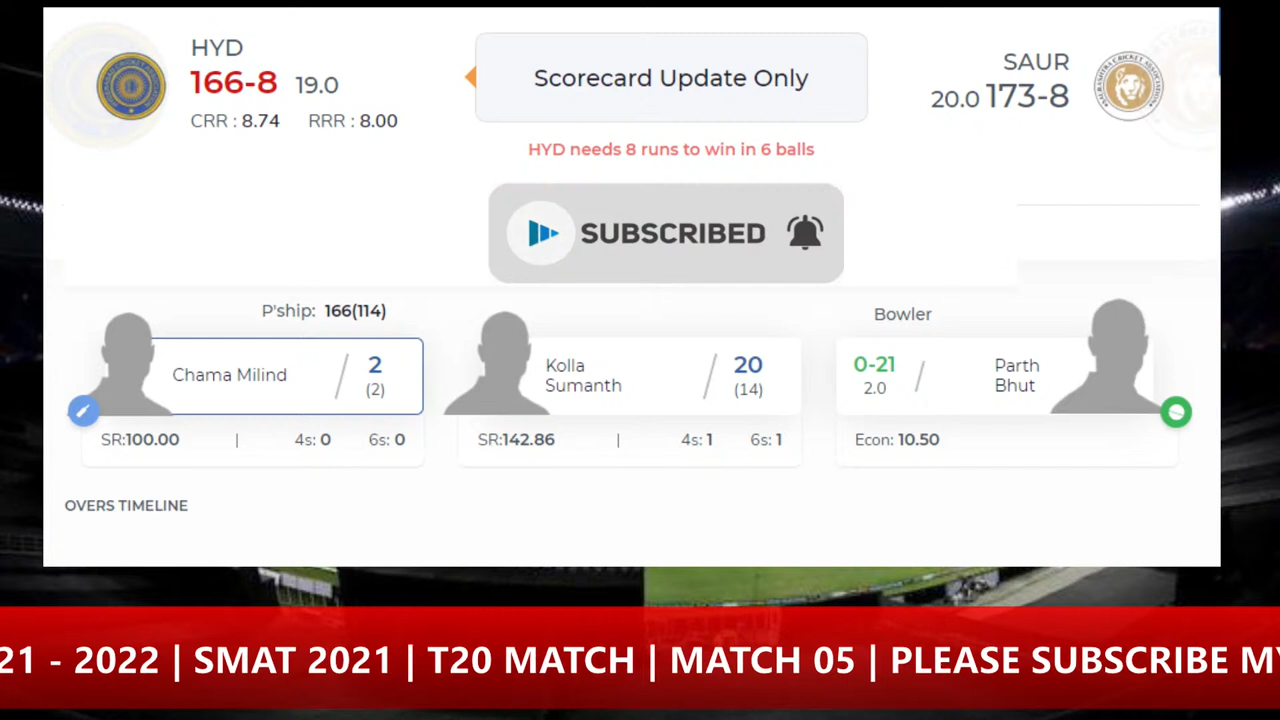 HYD
166-8 19.0
CRR : 8.74 RRR : 8.00
Scorecard Update Only
HYD needs 8 runs to win in 6 balls
SAUR
20.0 173-8
SUBSCRIBED
P'ship: 166(114)
Chama Milind
2
(2)
SR:100.00 | 4s: 0 6s: 0
Kolla
Sumanth
20
(14)
SR:142.86 | 4s: 1 6s: 1
Bowler
0-21
2.0
Parth
Bhut
Econ: 10.50
OVERS TIMELINE
21 - 2022 | SMAT 2021 | T20 MATCH | MATCH 05 | PLEASE SUBSCRIBE MY